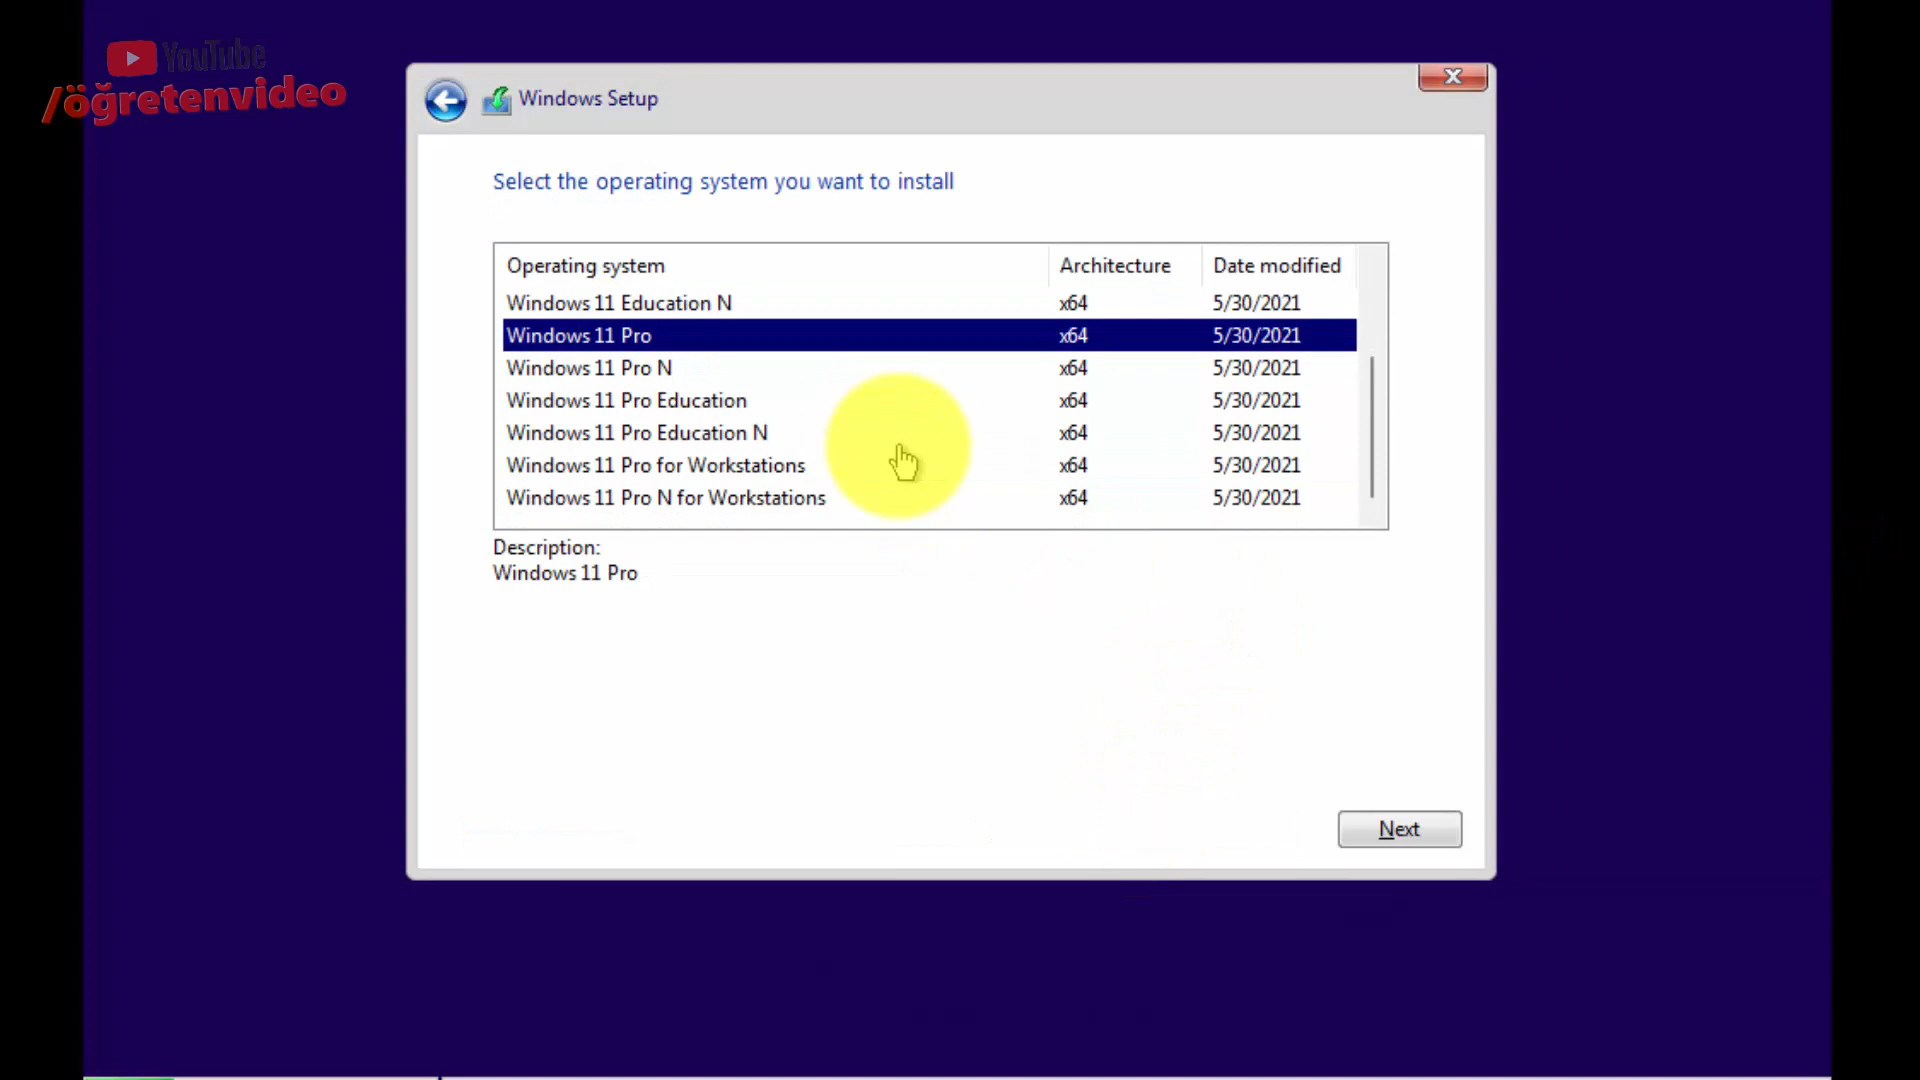 YouTube
/öğretenvideo
Windows Setup
Select the operating system you want to install
Operating system Architecture Date modified
Windows 11 Education N x64 5/30/2021
Windows 11 Pro x64 5/30/2021
Windows 11 Pro N x64 5/30/2021
Windows 11 Pro Education x64 5/30/2021
Windows 11 Pro Education N x64 5/30/2021
Windows 11 Pro for Workstations x64 5/30/2021
Windows 11 Pro N for Workstations x64 5/30/2021
Description:
Windows 11 Pro
Next